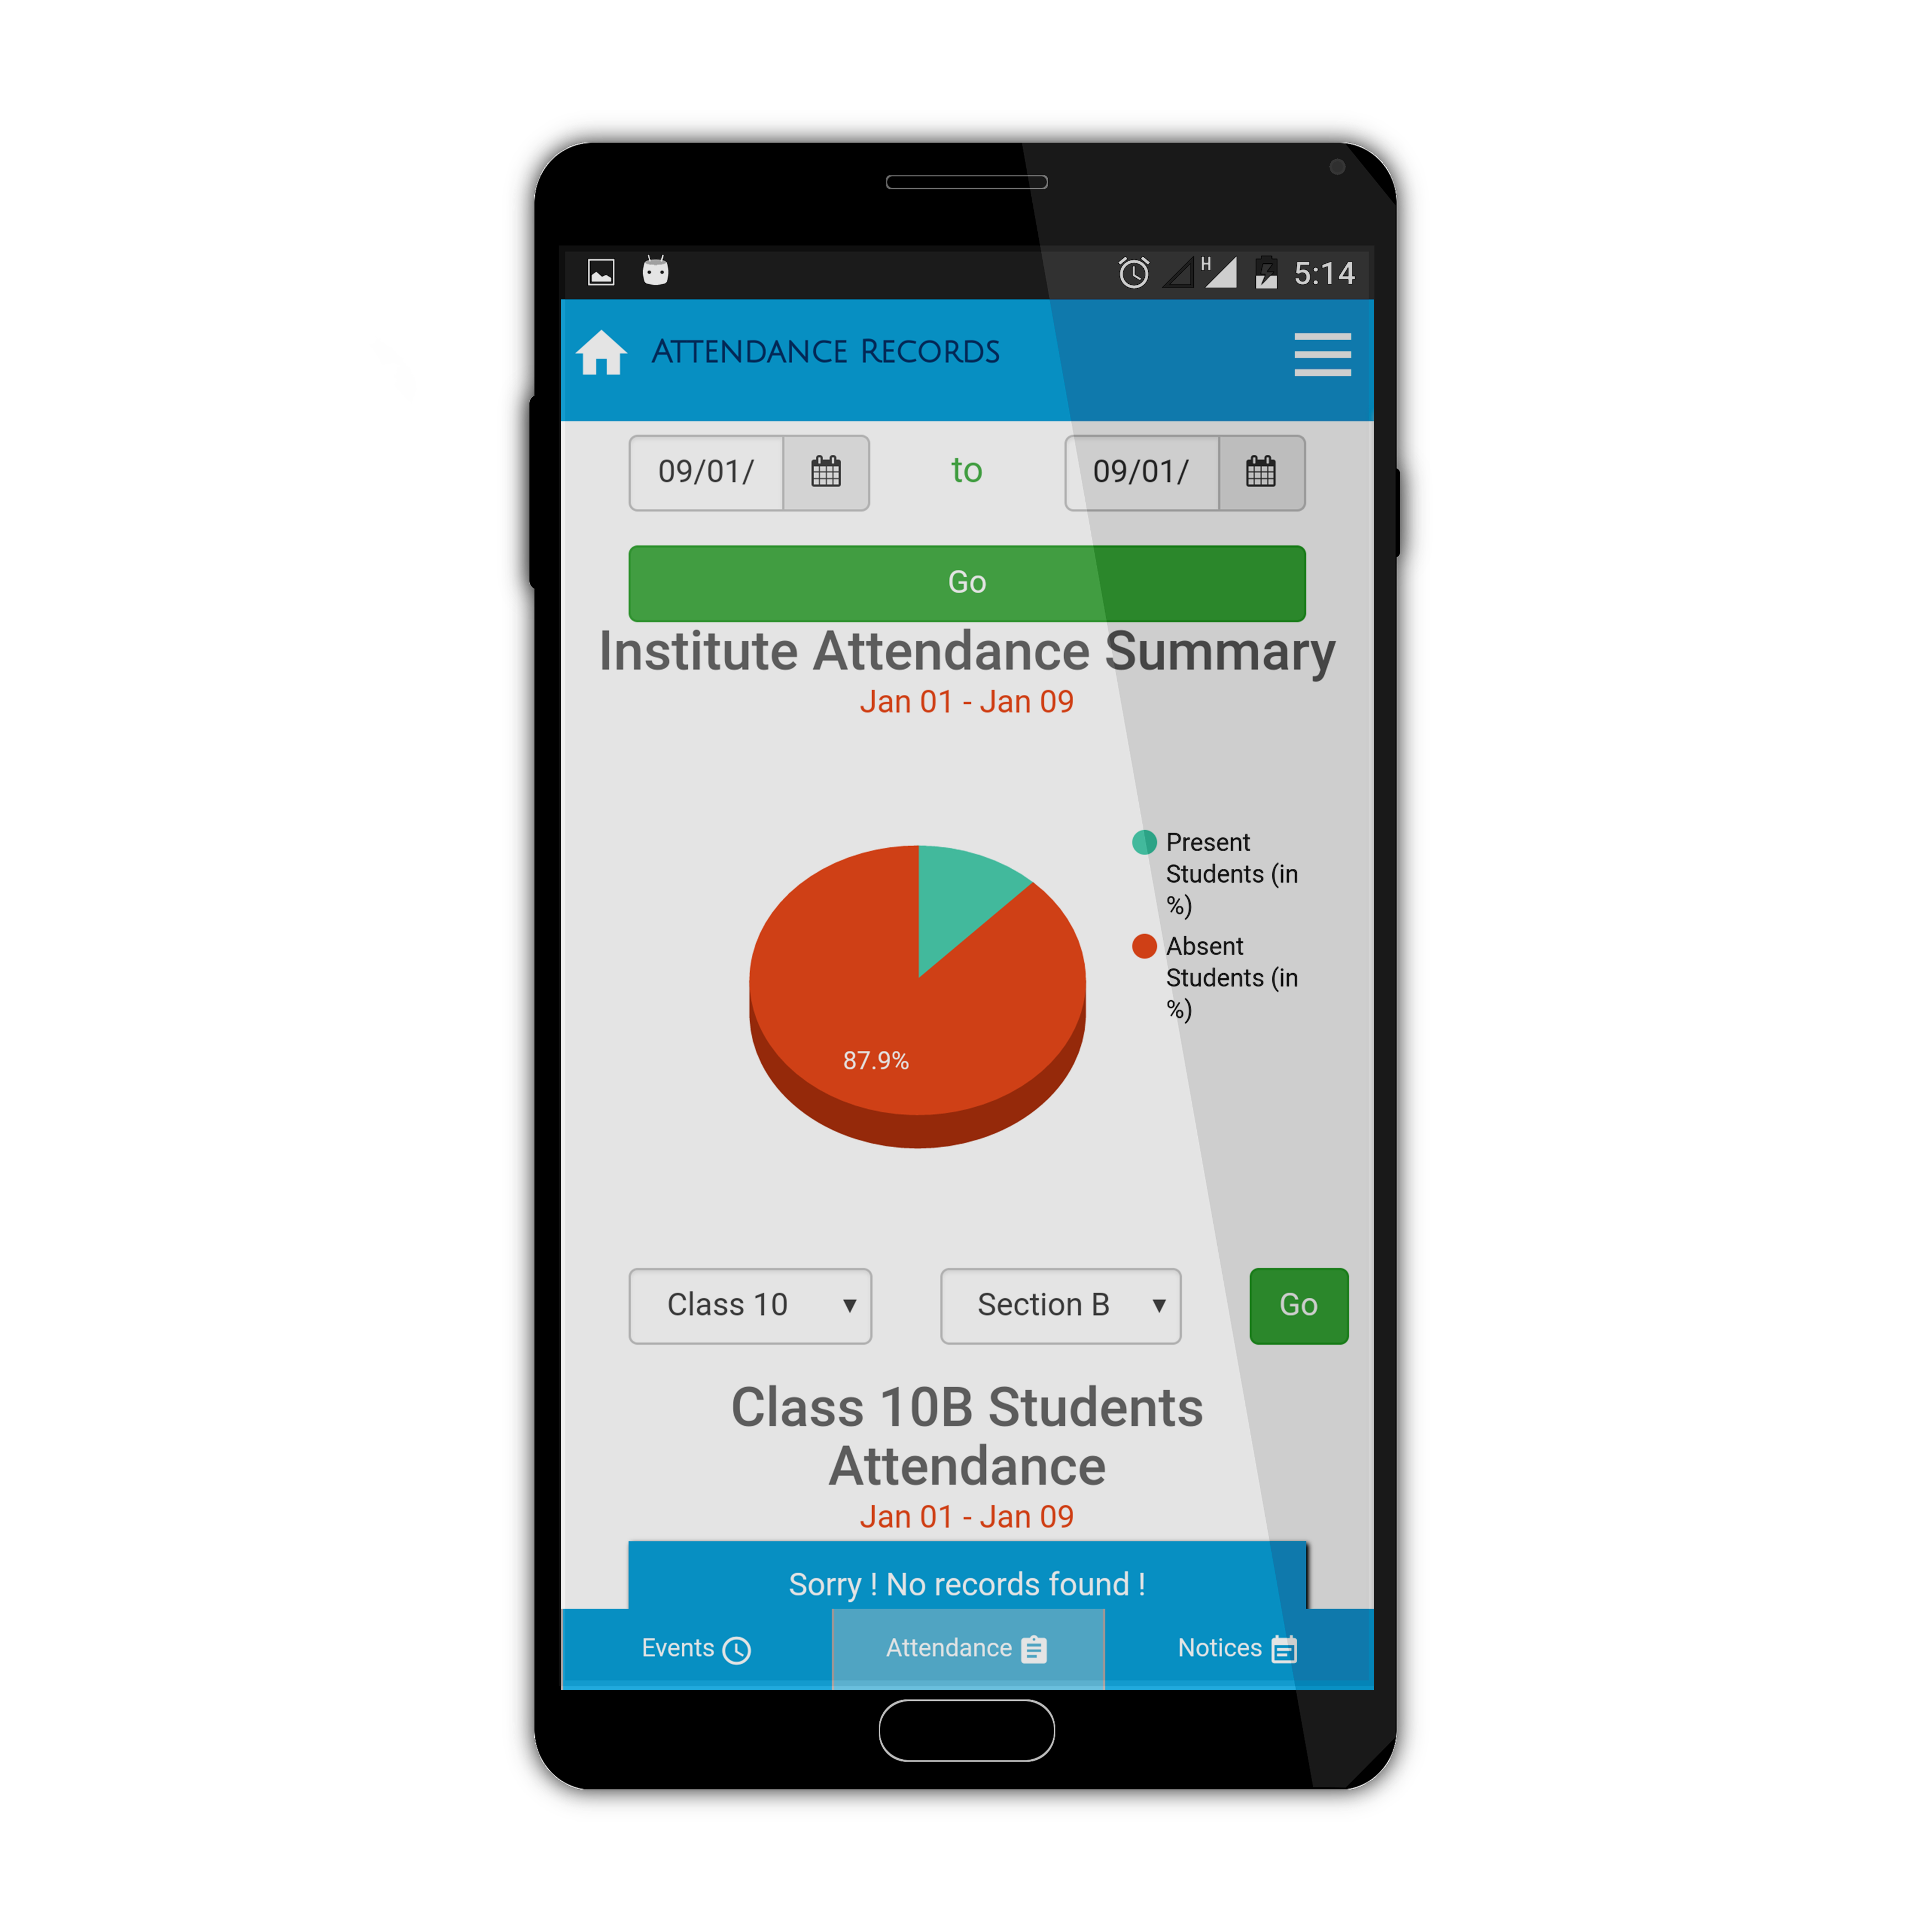 H 5:14
ATTENDANCE RECORDS
09/01/ to 09/01/
Go
Institute Attendance Summary
Jan 01 - Jan 09
Present
Students (in
%)
Absent
Students (in
%)
87.9%
Class 10 Section B Go
Class 10B Students
Attendance
Jan 01 - Jan 09
Sorry ! No records found !
Events Attendance Notices